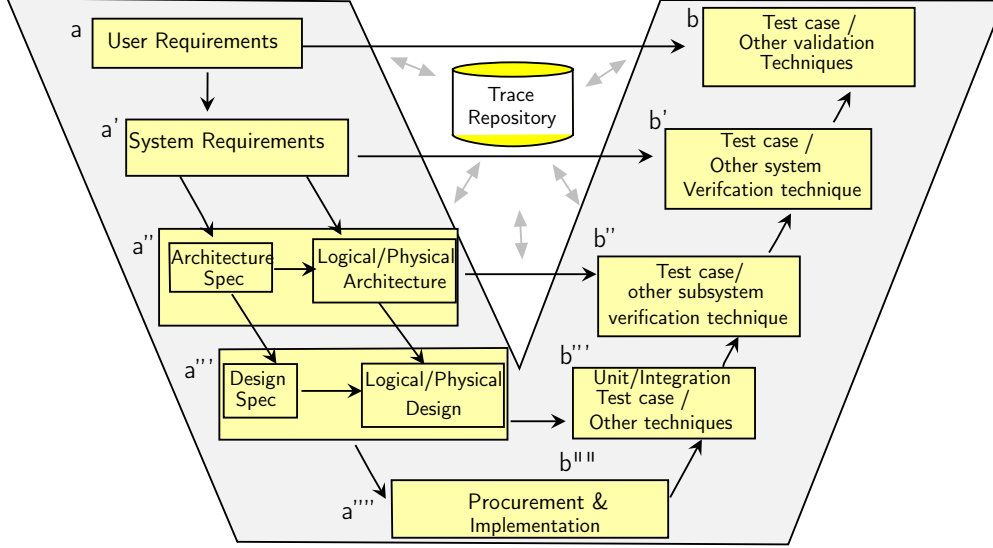 a
User Requirements
b
Test case /
Other validation
Techniques
Trace
Repository
a'
System Requirements
b'
Test case /
Other system
Verifcation technique
a''
Architecture
Spec
Logical/Physical
Architecture
b''
Test case/
other subsystem
verification technique
a'''
Design
Spec
Logical/Physical
Design
b'''
Unit/Integration
Test case /
Other techniques
b""
a''''
Procurement &
Implementation